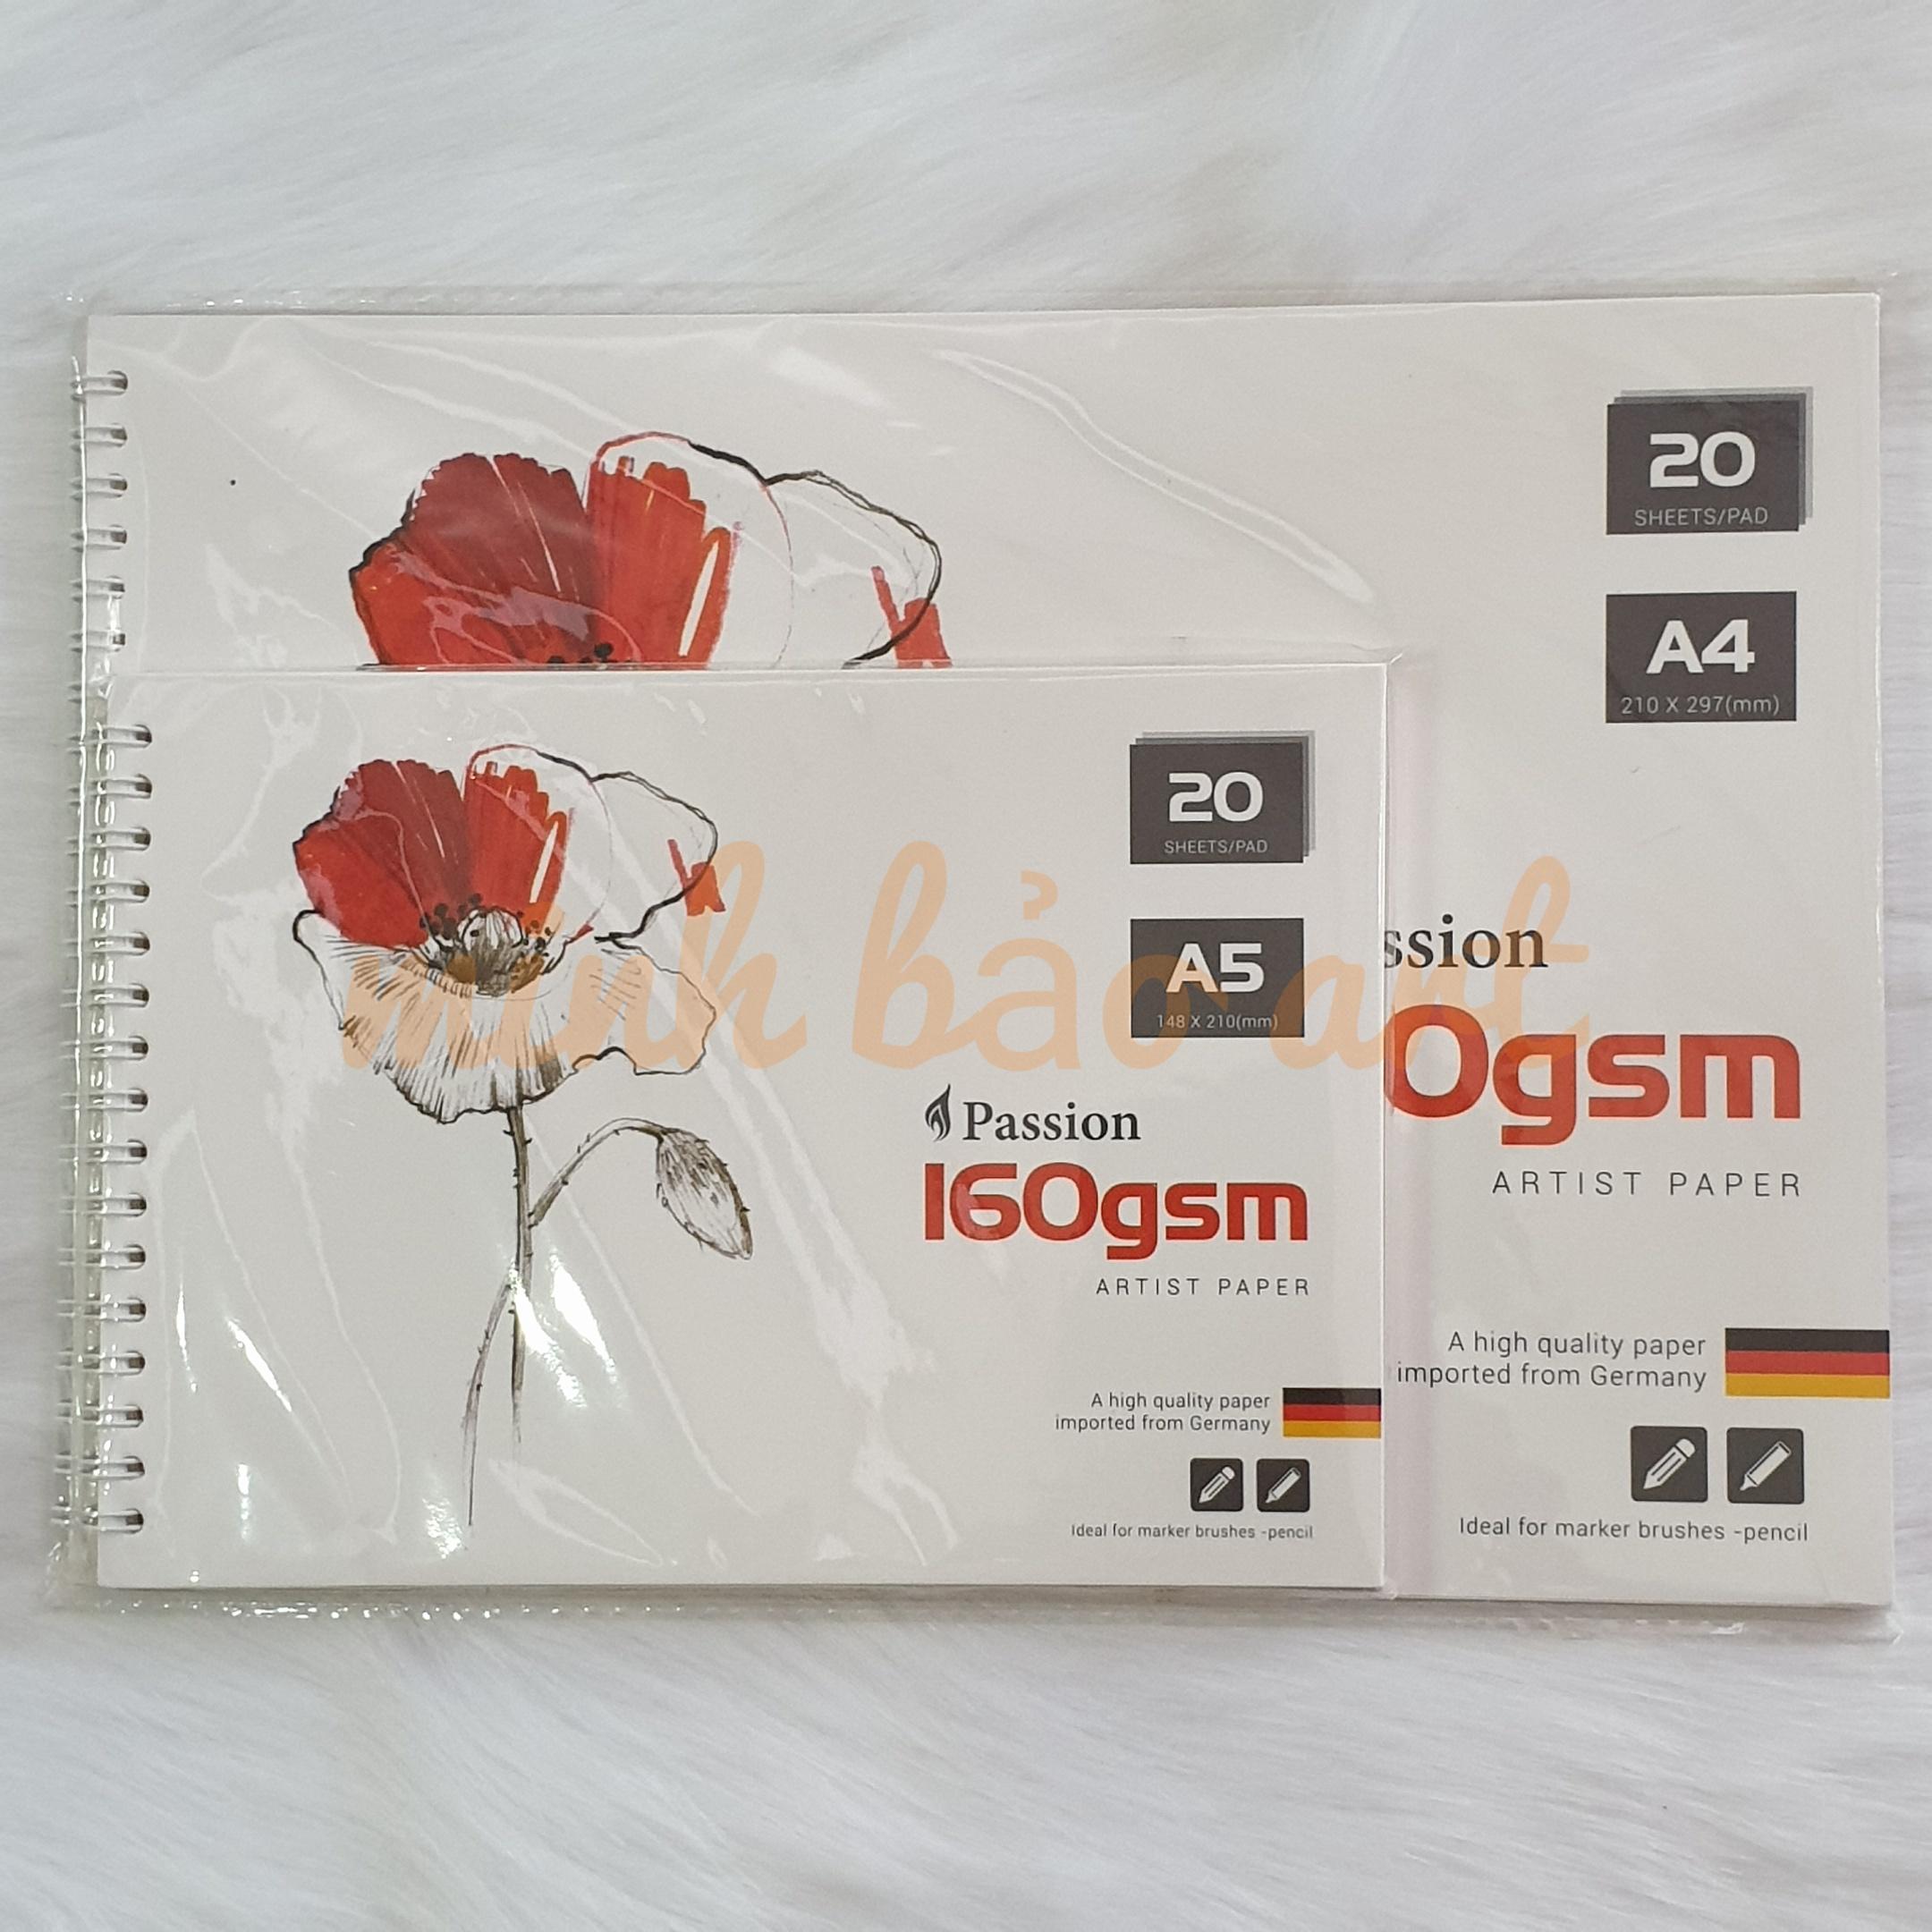 20
SHEETS/PAD
A4
210 X 297(mm)
ssion
0gsm
ARTIST PAPER
A high quality paper
imported from Germany
Ideal for marker brushes -pencil
20
SHEETS/PAD
A5
148 X 210(mm)
Passion
160gsm
ARTIST PAPER
A high quality paper
imported from Germany
Ideal for marker brushes -pencil
minh bảo art